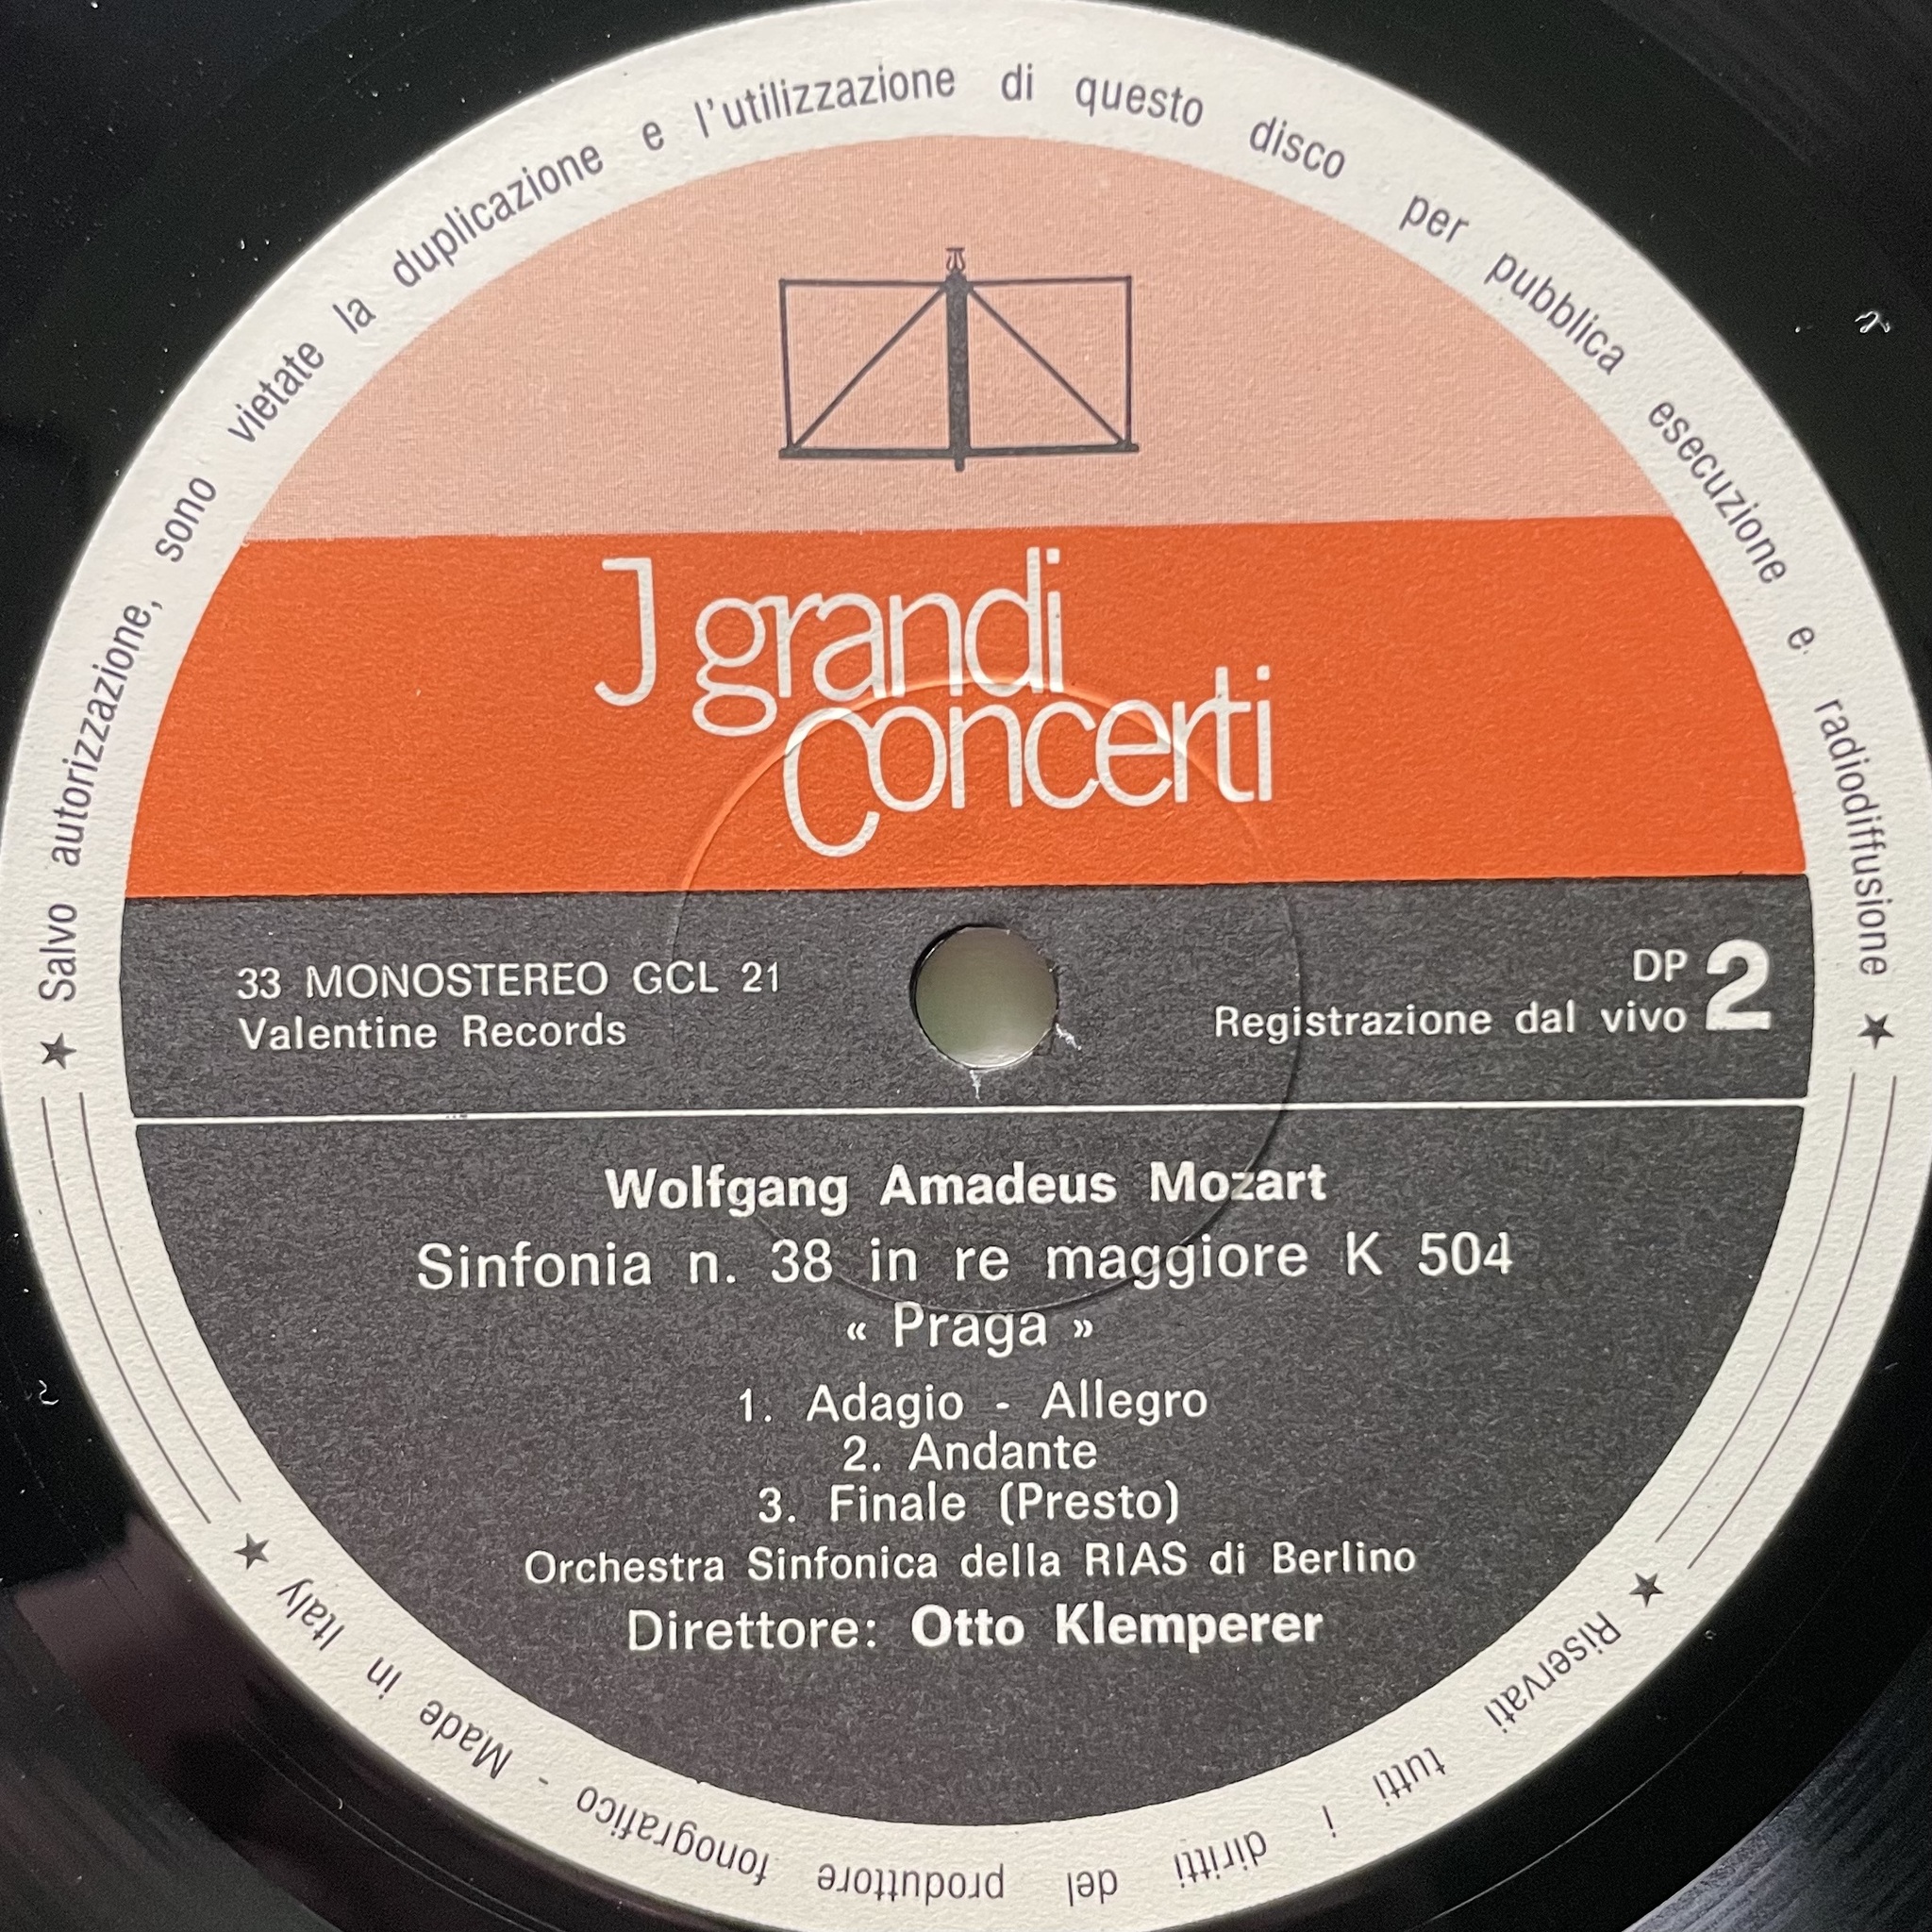 ★ Salvo autorizzazione, sono vietate la duplicazione e l'utilizzazione di questo disco per pubblica esecuzione e radiodiffusione ★
J grandi
concerti
33 MONOSTEREO GCL 21
Valentine Records
DP
Registrazione dal vivo
2
Wolfgang Amadeus Mozart
Sinfonia n. 38 in re maggiore K 504
« Praga »
1. Adagio - Allegro
2. Andante
3. Finale (Presto)
Orchestra Sinfonica della RIAS di Berlino
Direttore: Otto Klemperer
★ Riservati tutti i diritti del produttore fonografico - Made in Italy ★